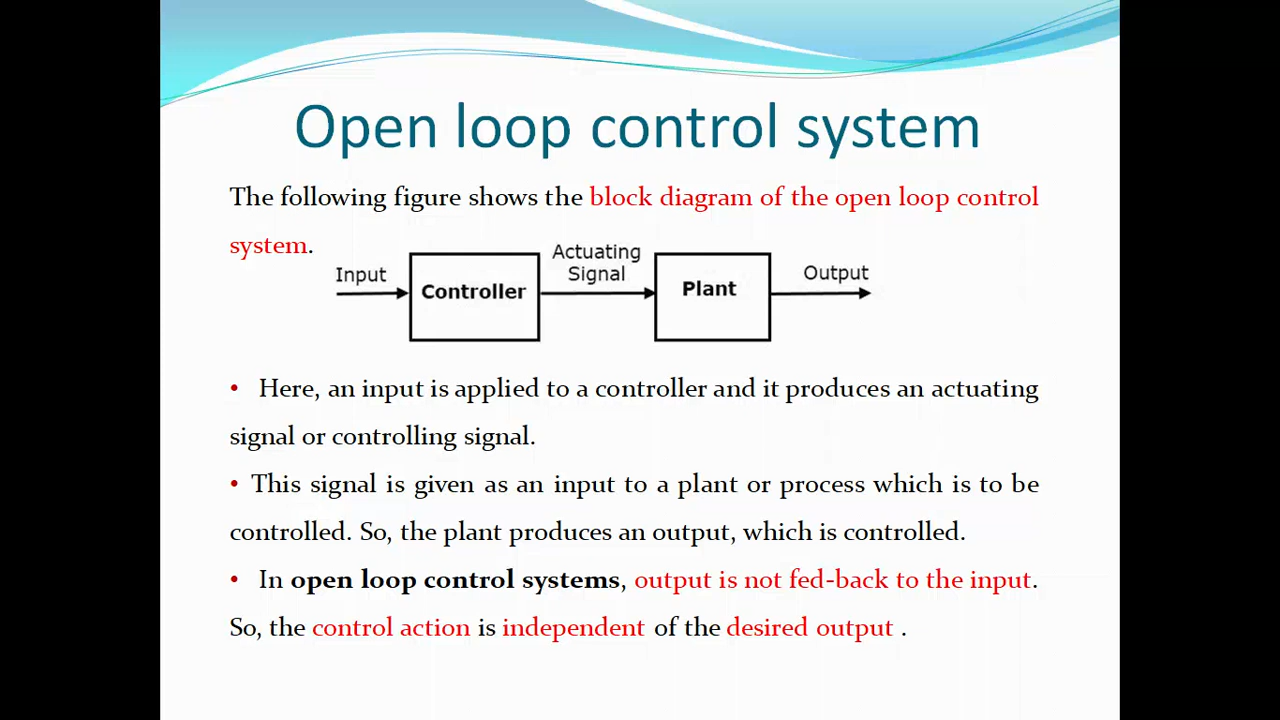 Open loop control system
The following figure shows the block diagram of the open loop control
system.
Actuating
Input
Signal
Output
Controller
Plant
• Here, an input is applied to a controller and it produces an actuating
signal or controlling signal.
• This signal is given as an input to a plant or process which is to be
controlled. So, the plant produces an output, which is controlled.
• In open loop control systems, output is not fed-back to the input.
So, the control action is independent of the desired output .